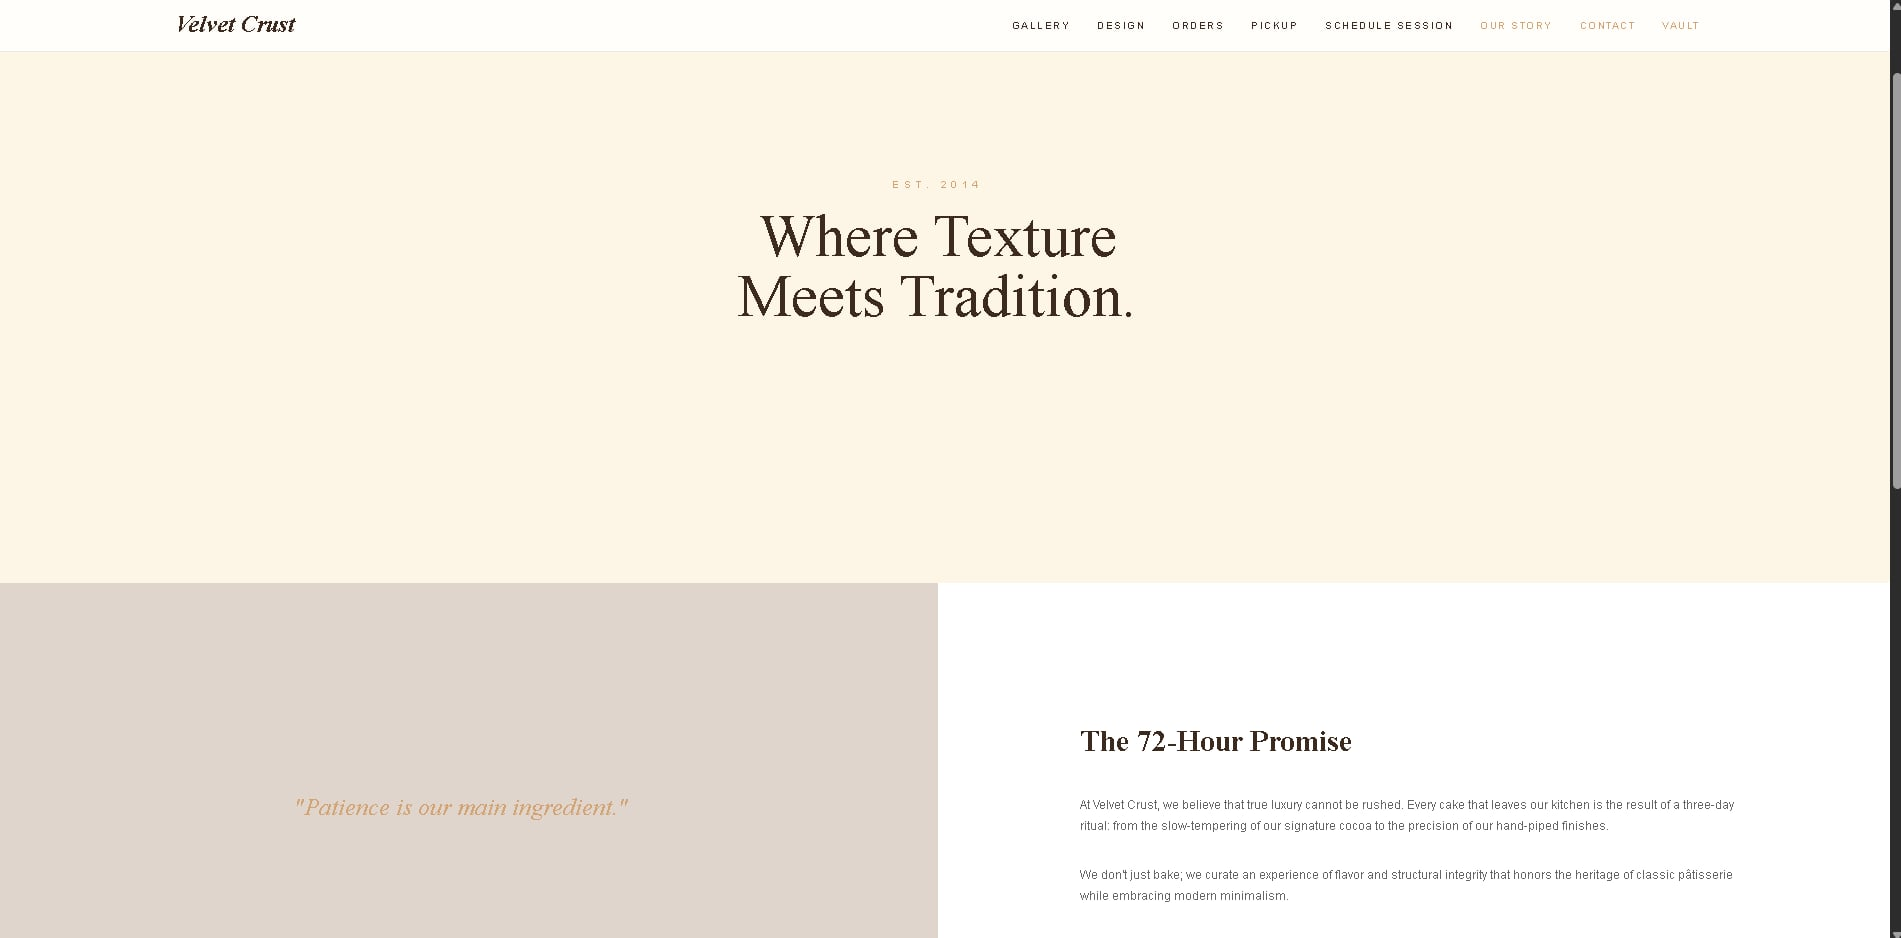 Velvet Crust
GALLERY DESIGN ORDERS PICKUP SCHEDULE SESSION OUR STORY CONTACT VAULT
EST. 2014
Where Texture
Meets Tradition.
"Patience is our main ingredient."
The 72-Hour Promise
At Velvet Crust, we believe that true luxury cannot be rushed. Every cake that leaves our kitchen is the result of a three-day
ritual: from the slow-tempering of our signature cocoa to the precision of our hand-piped finishes.
We don't just bake; we curate an experience of flavor and structural integrity that honors the heritage of classic pâtisserie
while embracing modern minimalism.